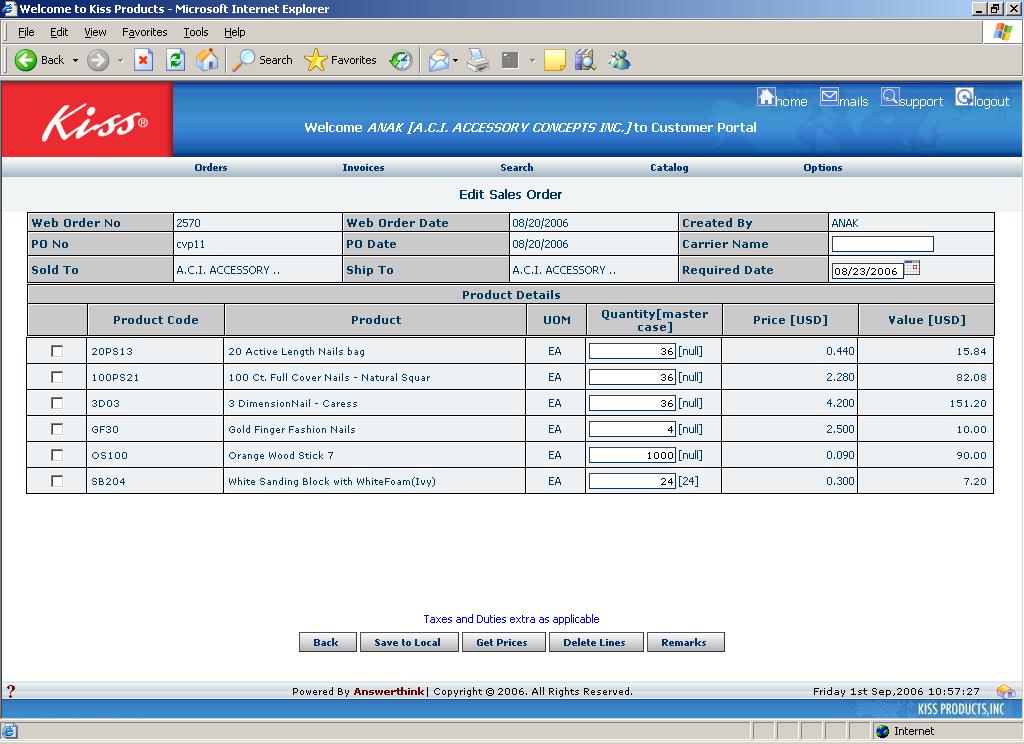 Welcome to Kiss Products - Microsoft Internet Explorer
File Edit View Favorites Tools Help
Back Search Favorites
Kiss®
home mails support logout
Welcome ANAK [A.C.I. ACCESSORY CONCEPTS INC.] to Customer Portal
Orders Invoices Search Catalog Options
Edit Sales Order
Web Order No 2570 Web Order Date 08/20/2006 Created By ANAK
PO No cvp11 PO Date 08/20/2006 Carrier Name
Sold To A.C.I. ACCESSORY .. Ship To A.C.I. ACCESSORY .. Required Date 08/23/2006
Product Details
Product Code Product UOM Quantity[master case] Price [USD] Value [USD]
20PS13 20 Active Length Nails bag EA 36 [null] 0.440 15.84
100PS21 100 Ct. Full Cover Nails - Natural Squar EA 36 [null] 2.280 82.08
3D03 3 DimensionNail - Caress EA 36 [null] 4.200 151.20
GF30 Gold Finger Fashion Nails EA 4 [null] 2.500 10.00
OS100 Orange Wood Stick 7 EA 1000 [null] 0.090 90.00
SB204 White Sanding Block with WhiteFoam(Ivy) EA 24 [24] 0.300 7.20
Taxes and Duties extra as applicable
Back Save to Local Get Prices Delete Lines Remarks
? Powered By Answerthink | Copyright © 2006. All Rights Reserved. Friday 1st Sep,2006 10:57:27
KISS PRODUCTS,INC
Internet